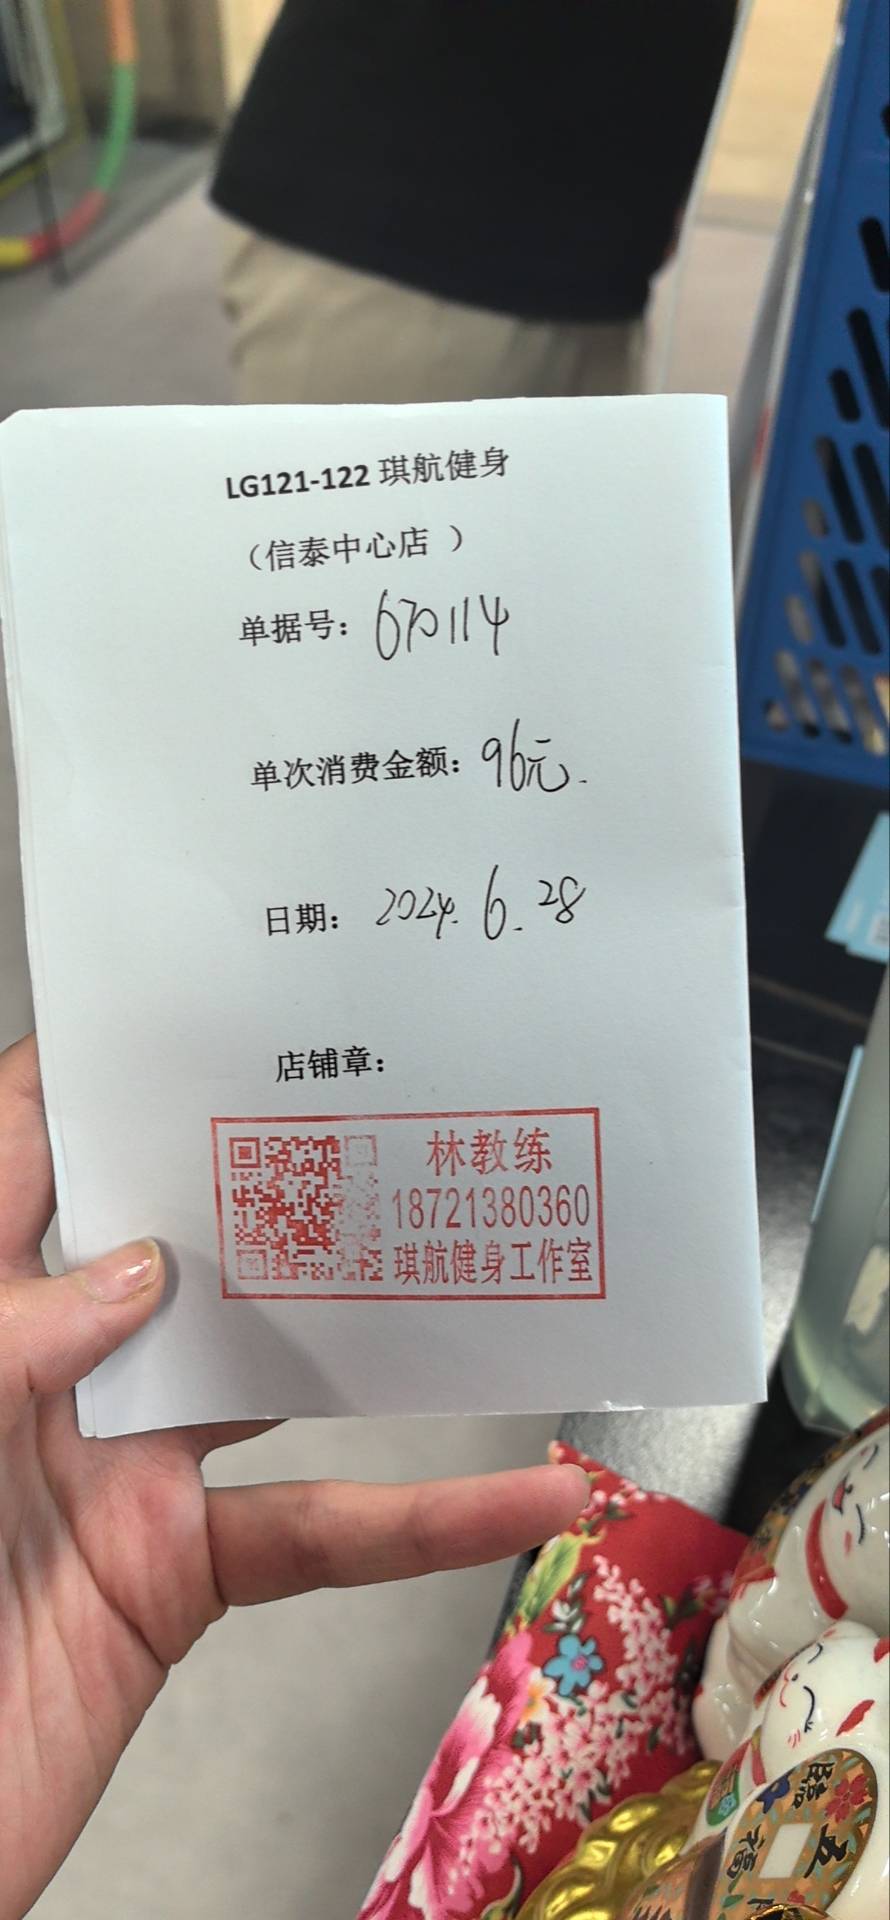 LG121-122 琪航健身
（信泰中心店 ）
单据号： 670114
单次消费金额： 96元.
日期： 2024. 6. 28
店铺章：
林教练
18721380360
琪航健身工作室
福
五